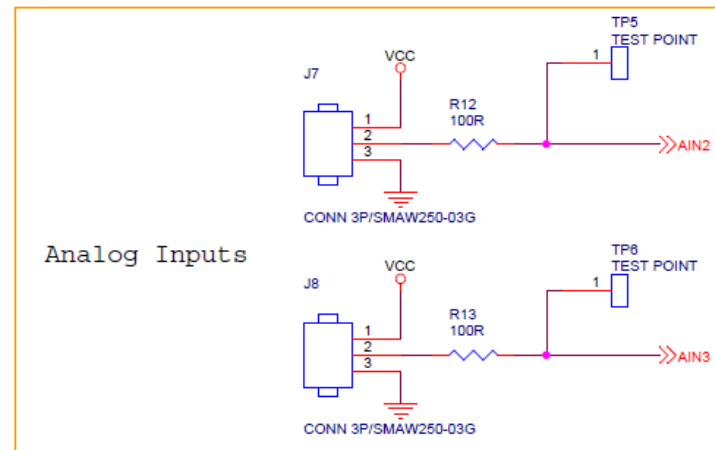 TP5
TEST POINT
1
J7
VCC
R12
100R
1
2
3
AIN2
CONN 3P/SMAW250-03G
Analog Inputs
TP6
TEST POINT
1
J8
VCC
R13
100R
1
2
3
AIN3
CONN 3P/SMAW250-03G